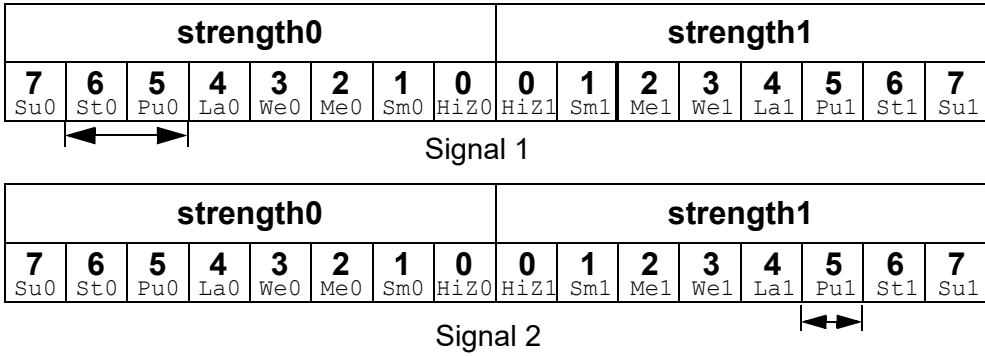 strength0 strength1
7 6 5 4 3 2 1 0 0 1 2 3 4 5 6 7
Su0 St0 Pu0 La0 We0 Me0 Sm0 HiZ0 HiZ1 Sm1 Me1 We1 La1 Pu1 St1 Su1
Signal 1
strength0 strength1
7 6 5 4 3 2 1 0 0 1 2 3 4 5 6 7
Su0 St0 Pu0 La0 We0 Me0 Sm0 HiZ0 HiZ1 Sm1 Me1 We1 La1 Pu1 St1 Su1
Signal 2